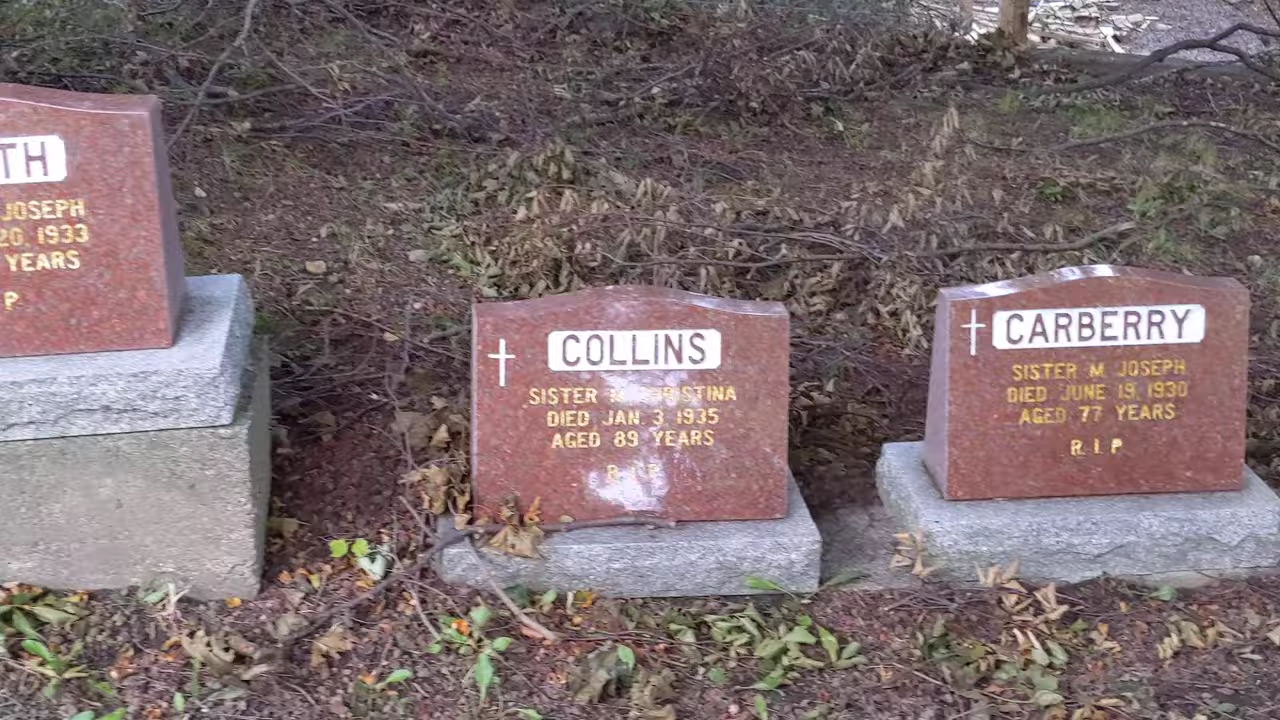 TH
JOSEPH
20, 1933
YEARS
P
COLLINS
SISTER M. CHRISTINA
DIED JAN. 3 1935
AGED 89 YEARS
R.I.P
CARBERRY
SISTER M. JOSEPH
DIED JUNE 19, 1930
AGED 77 YEARS
R.I.P